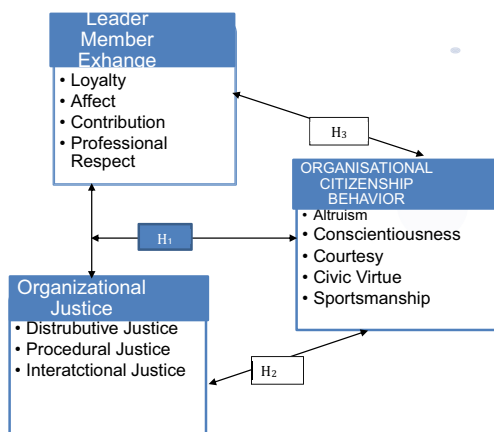 Leader
Member
Exhange
• Loyalty
• Affect
• Contribution
• Professional
Respect
H₃
ORGANISATIONAL
CITIZENSHIP
BEHAVIOR
• Altruism
• Conscientiousness
• Courtesy
• Civic Virtue
• Sportsmanship
H₁
Organizational
Justice
• Distrubutive Justice
• Procedural Justice
• Interatctional Justice
H₂